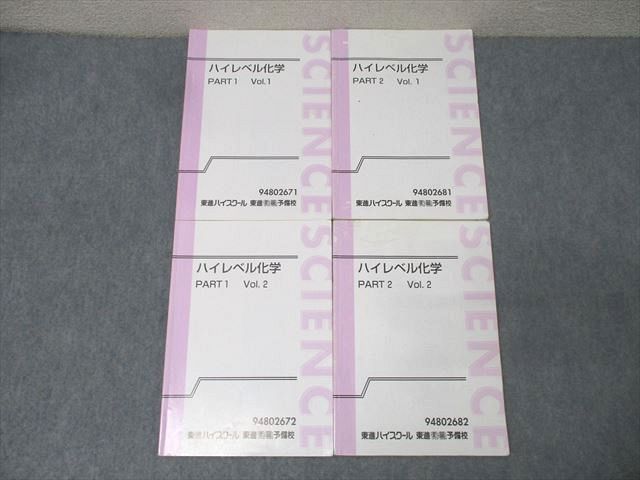 ハイレベル化学
PART 1 Vol. 1
94802671
東進ハイスクール 東進衛星予備校
SCIENCE
ハイレベル化学
PART 2 Vol. 1
94802681
東進ハイスクール 東進衛星予備校
SCIENCE
ハイレベル化学
PART 1 Vol. 2
94802672
東進ハイスクール 東進衛星予備校
SCIENCE
ハイレベル化学
PART 2 Vol. 2
94802682
東進ハイスクール 東進衛星予備校
SCIENCE